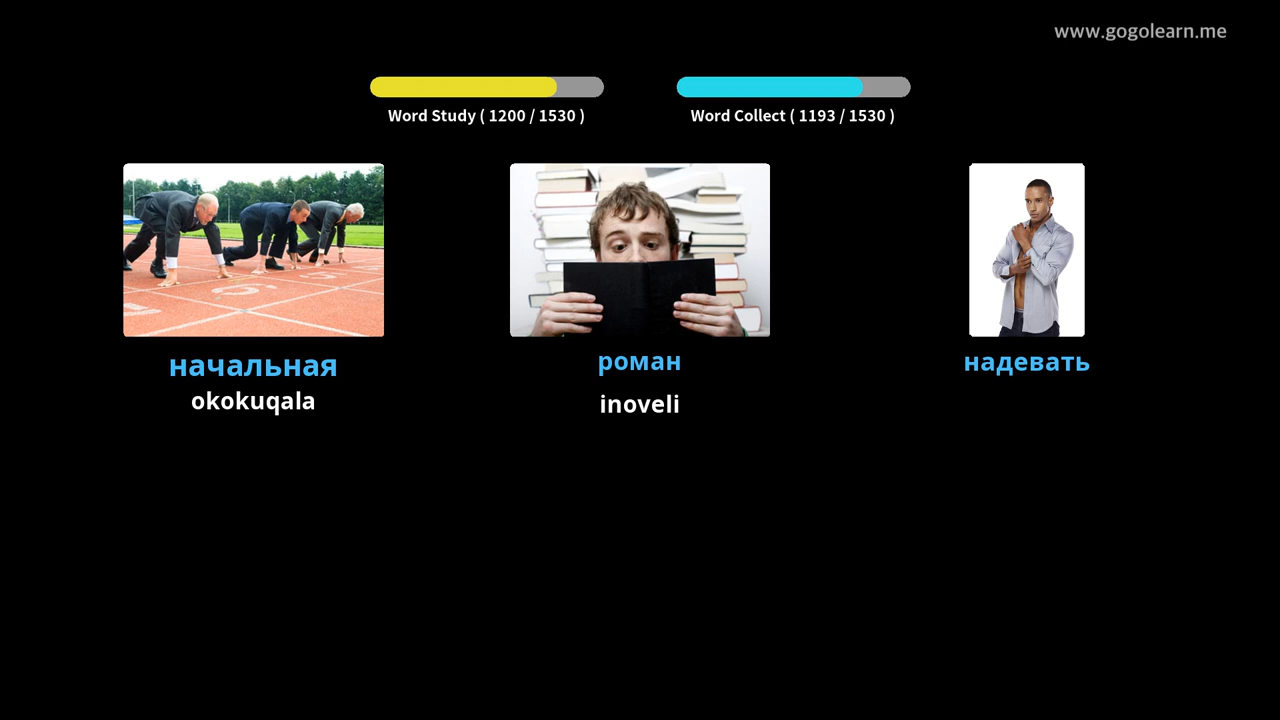 www.gogolearn.me
Word Study ( 1200 / 1530 )
Word Collect ( 1193 / 1530 )
начальная
okokuqala
роман
inoveli
надевать